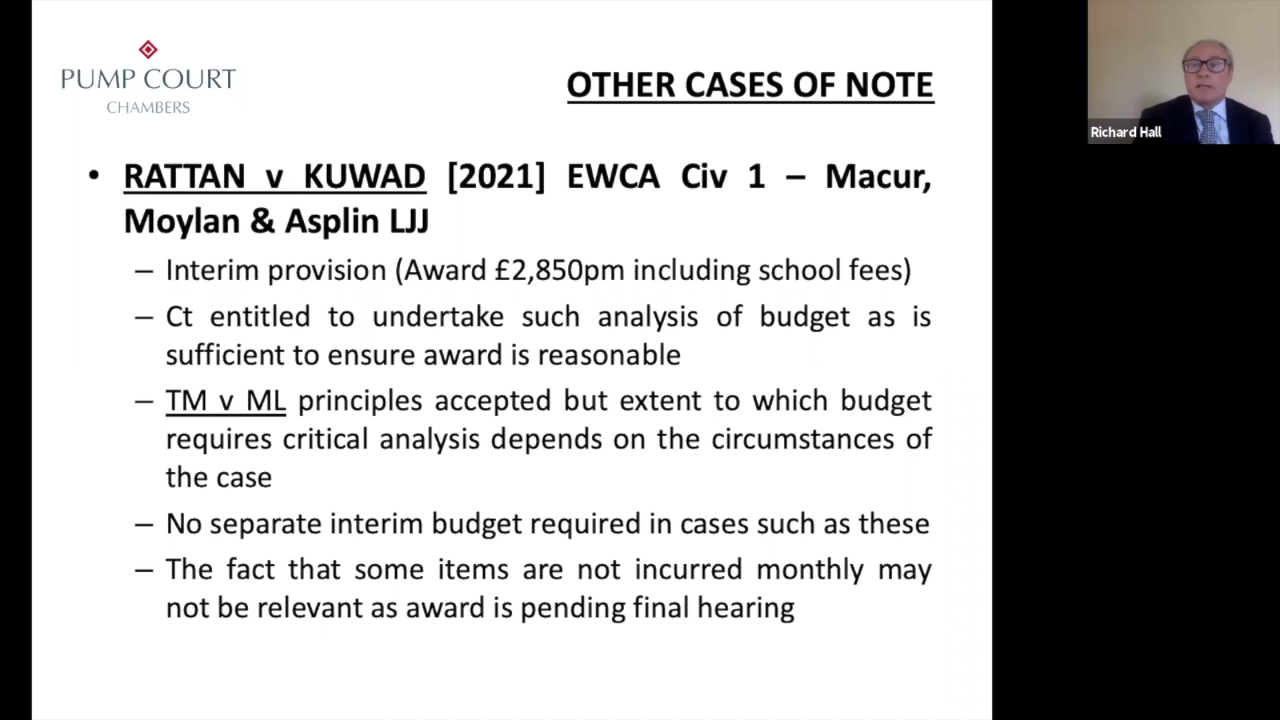 PUMP COURT
CHAMBERS
OTHER CASES OF NOTE
• RATTAN v KUWAD [2021] EWCA Civ 1 – Macur,
Moylan & Asplin LJJ
– Interim provision (Award £2,850pm including school fees)
– Ct entitled to undertake such analysis of budget as is
sufficient to ensure award is reasonable
– TM v ML principles accepted but extent to which budget
requires critical analysis depends on the circumstances of
the case
– No separate interim budget required in cases such as these
– The fact that some items are not incurred monthly may
not be relevant as award is pending final hearing
Richard Hall